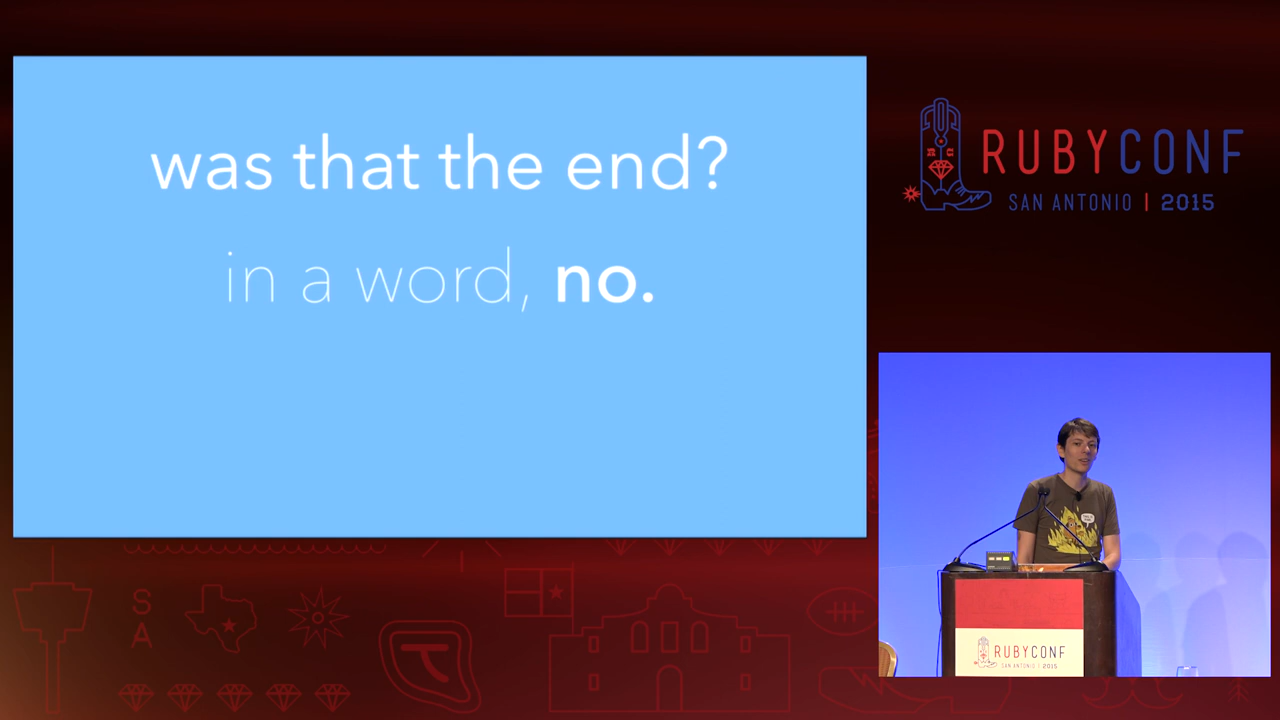 was that the end?
in a word, no.
RUBYCONF
SAN ANTONIO | 2015
S
A
RUBYCONF
SAN ANTONIO | 2015